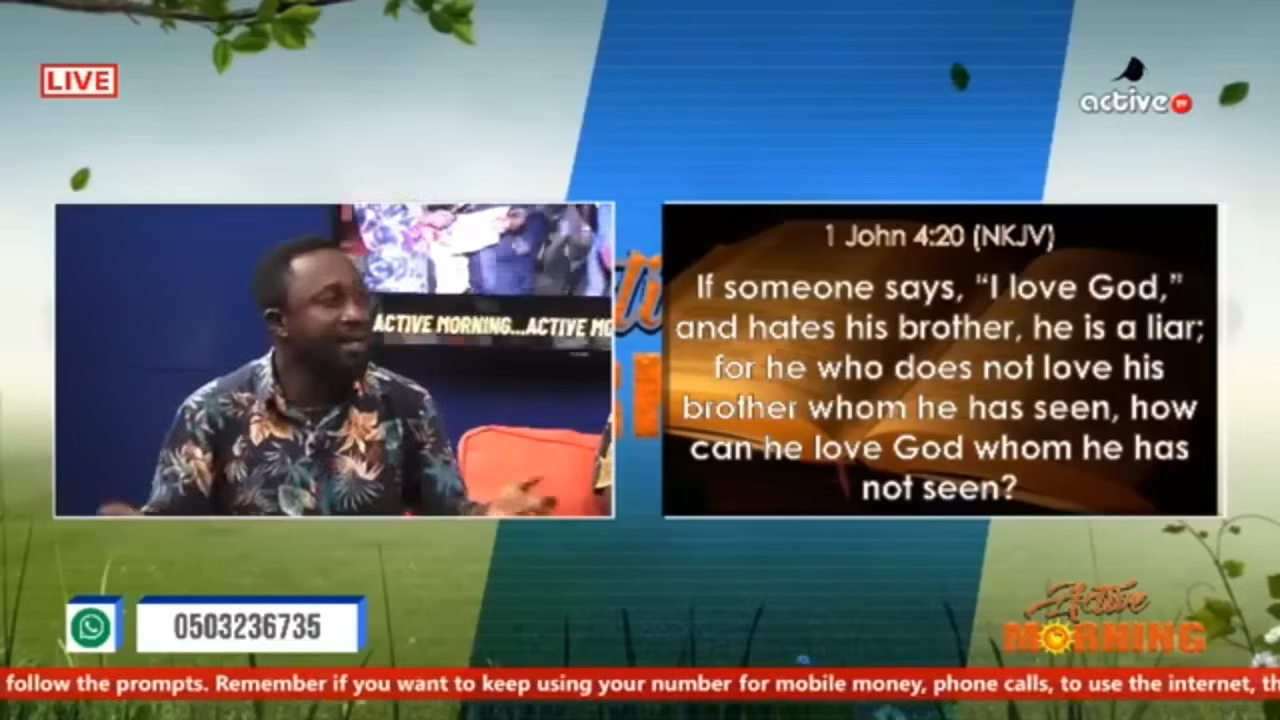 LIVE
active tv
ACTIVE MORNING...ACTIVE MO
1 John 4:20 (NKJV)
If someone says, “I love God,”
and hates his brother, he is a liar;
for he who does not love his
brother whom he has seen, how
can he love God whom he has
not seen?
0503236735
Active
MORNING
follow the prompts. Remember if you want to keep using your number for mobile money, phone calls, to use the internet, th